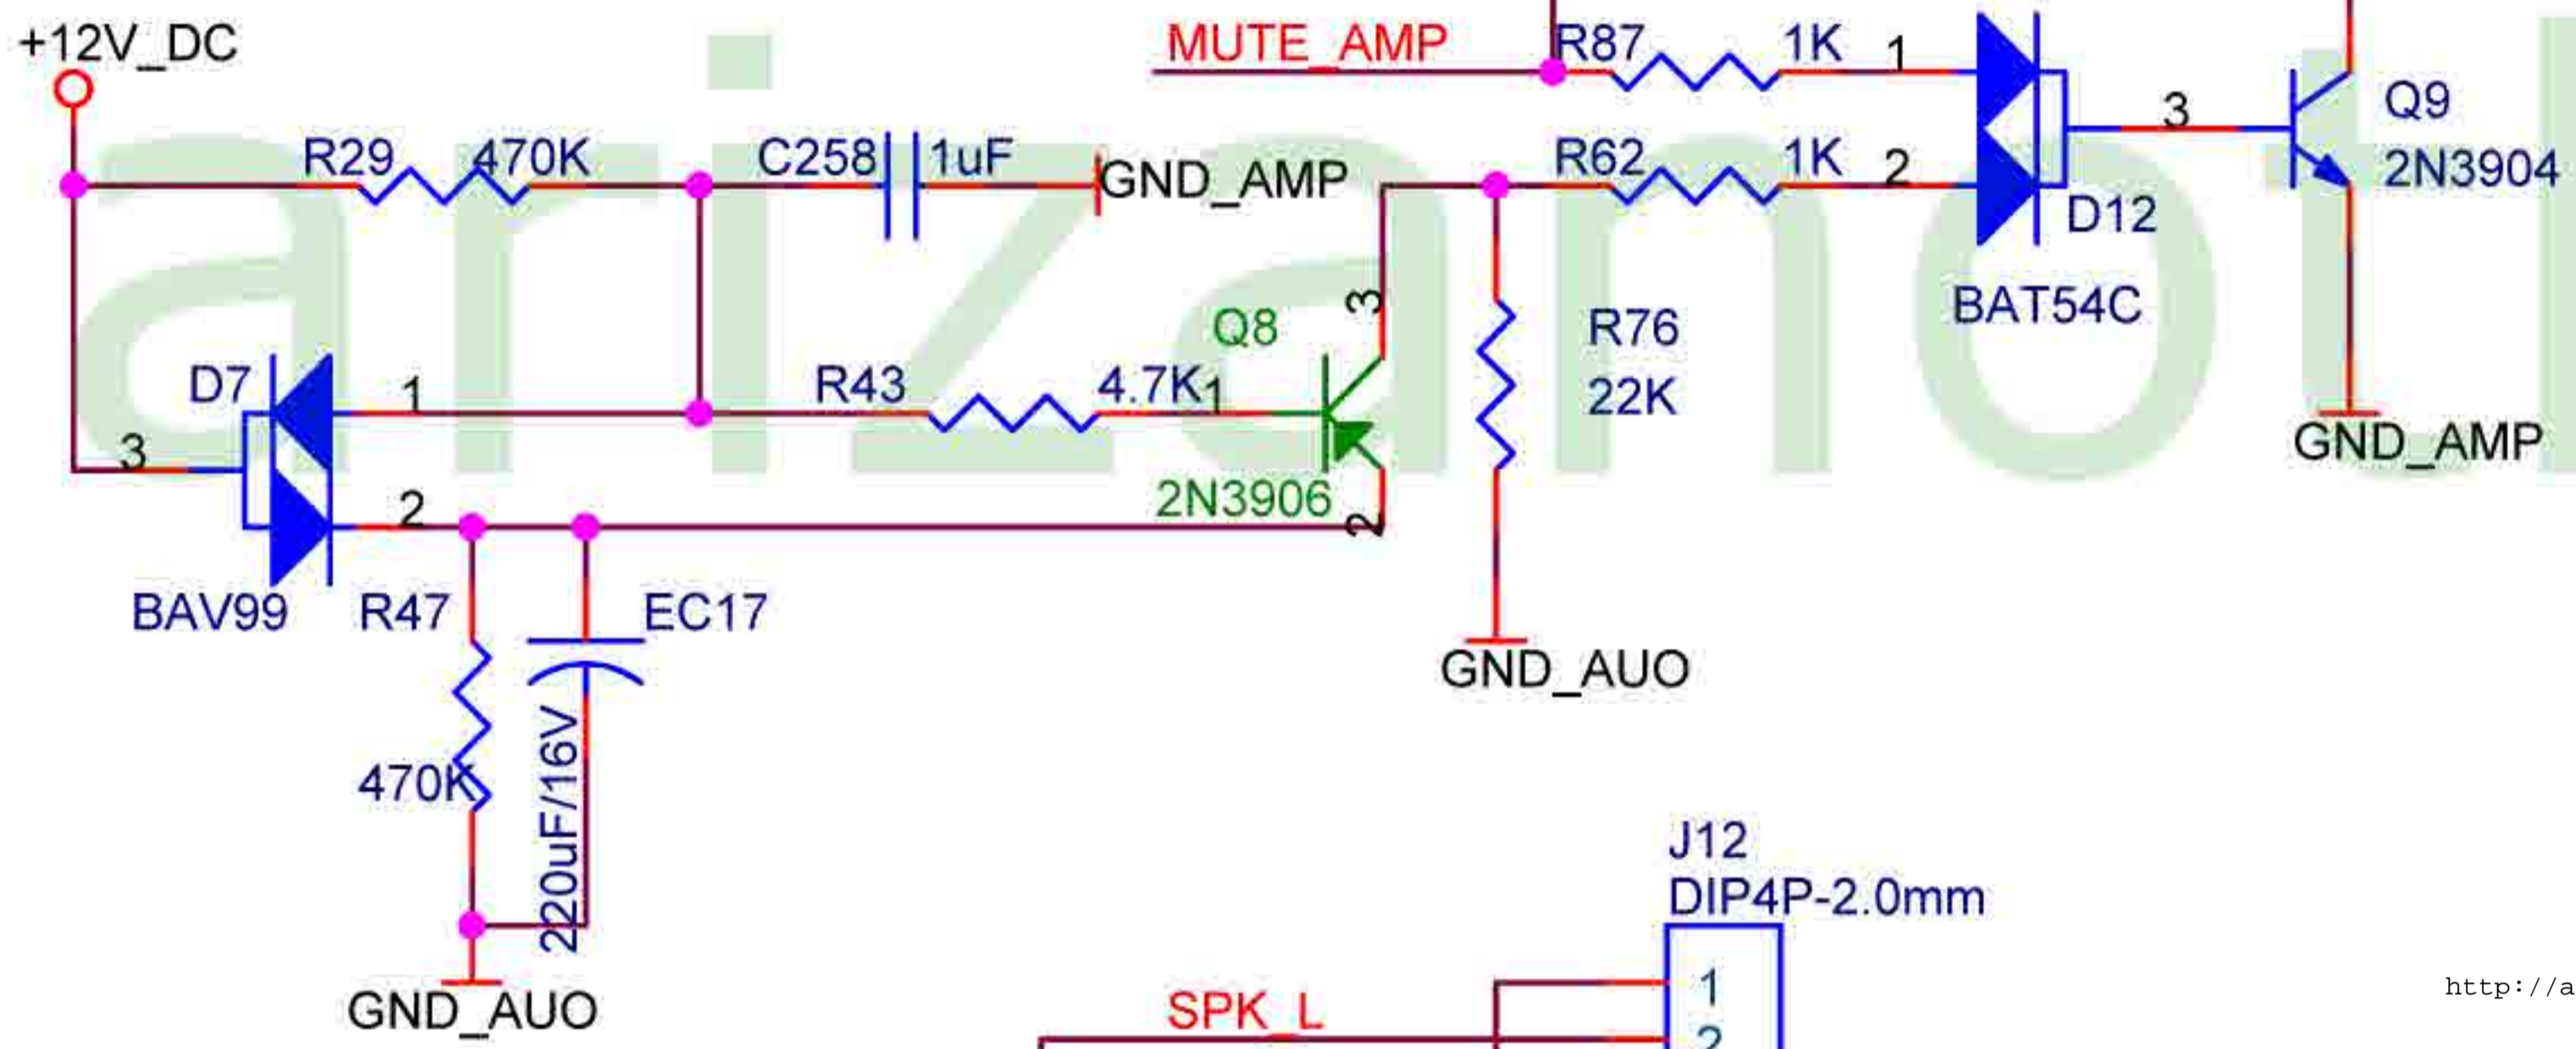 +12V_DC
MUTE_AMP
R87
1K
1
R29
470K
C258
1uF
GND_AMP
R62
1K
2
3
Q9
2N3904
D12
BAT54C
3
Q8
R76
22K
D7
1
R43
4.7K
1
3
2
2N3906
2
GND_AMP
BAV99
R47
EC17
GND_AUO
470K
220uF/16V
J12
DIP4P-2.0mm
1
2
SPK_L
GND_AUO
http://a
arizanot